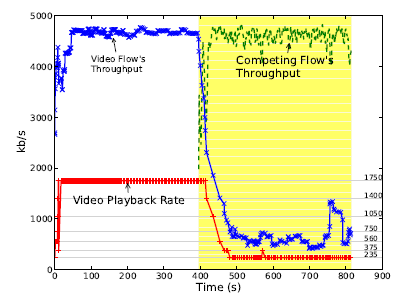 5000
4000
3000
2000
1000
0
kb/s
Video Flow's
Throughput
Competing Flow's
Throughput
Video Playback Rate
1750
1400
1050
750
560
375
235
0 100 200 300 400 500 600 700 800 900
Time (s)